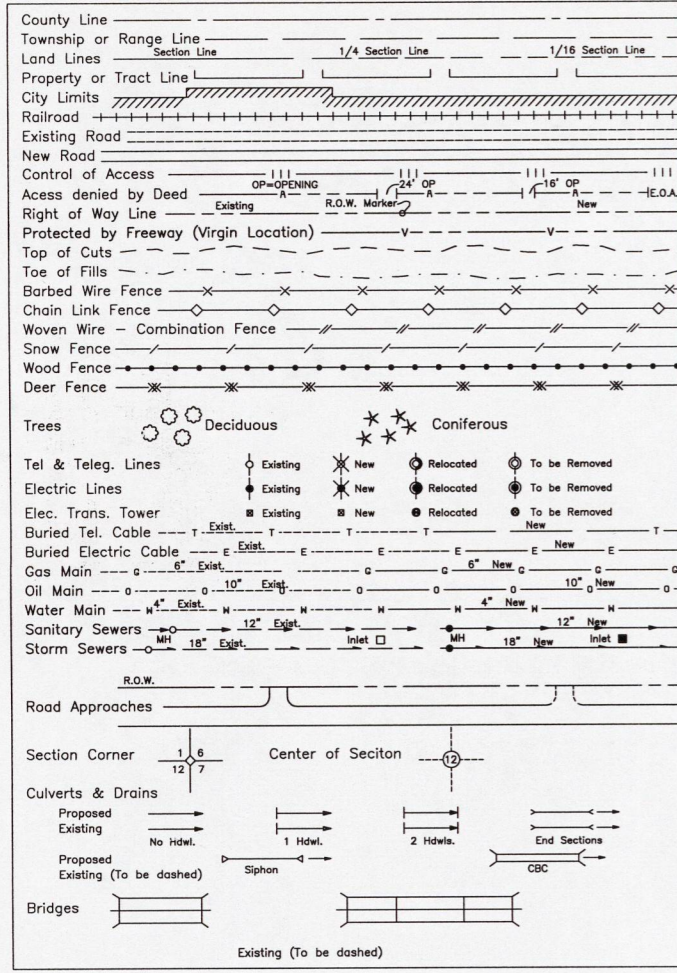 County Line
Township or Range Line
Land Lines Section Line 1/4 Section Line 1/16 Section Line
Property or Tract Line
City Limits
Railroad
Existing Road
New Road
Control of Access
OP=OPENING 24' OP 16' OP
Acess denied by Deed A A A E.O.A.
Existing R.O.W. Marker New
Right of Way Line
Protected by Freeway (Virgin Location) V V
Top of Cuts
Toe of Fills
Barbed Wire Fence
Chain Link Fence
Woven Wire – Combination Fence
Snow Fence
Wood Fence
Deer Fence
Trees Deciduous Coniferous
Tel & Teleg. Lines Existing New Relocated To be Removed
Electric Lines Existing New Relocated To be Removed
Elec. Trans. Tower Existing New Relocated To be Removed
Buried Tel. Cable T Exist. T T T New T
Buried Electric Cable E Exist. E E E E New E
Gas Main G 6" Exist. G G 6" New G G G
Oil Main O 10" Exist. O O O O O 10" New O
Water Main W 4" Exist. W W W W 4" New W W
Sanitary Sewers 12" Exist. 12" New
MH Inlet MH Inlet
Storm Sewers 18" Exist. 18" New
R.O.W.
Road Approaches
Section Corner 1 6 12 7 Center of Seciton 12
Culverts & Drains
Proposed
Existing
No Hdwl. 1 Hdwl. 2 Hdwls. End Sections
Proposed
Existing (To be dashed) Siphon CBC
Bridges
Existing (To be dashed)